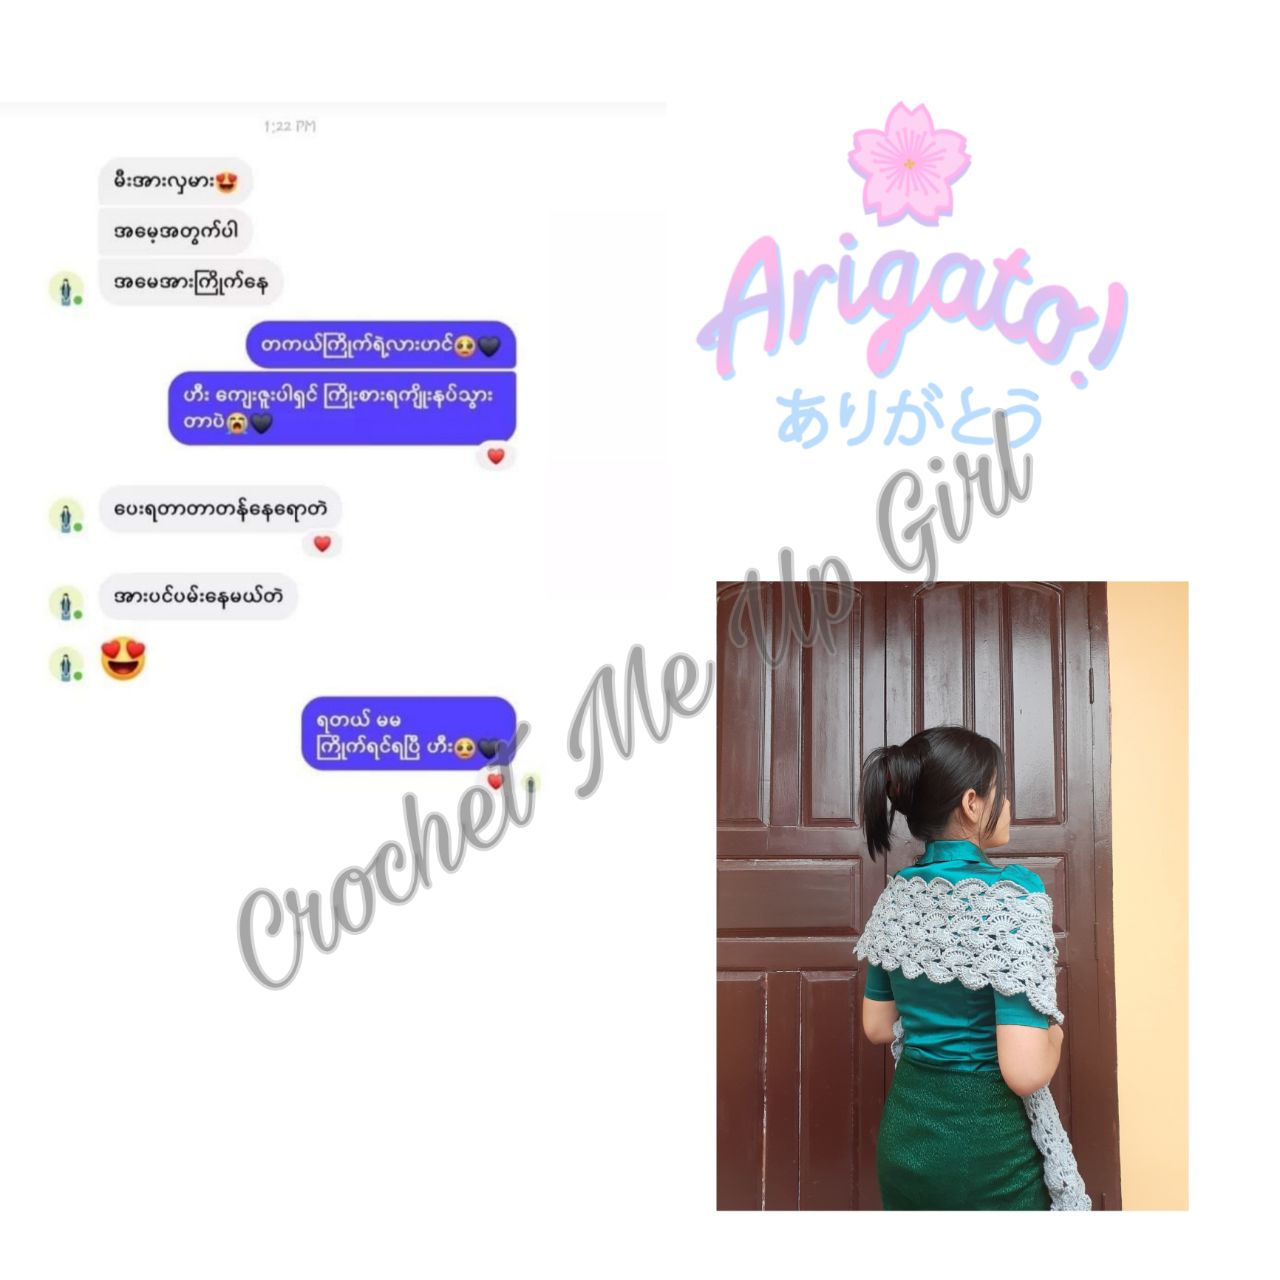 1:22 PM
မီးအားလှမား😍
အမေ့အတွက်ပါ
အမေအားကြိုက်နေ
တကယ်ကြိုက်ရဲ့လားဟင်🥺🖤
ဟီး ကျေးဇူးပါရှင် ကြိုးစားရကျိုးနပ်သွား
တာပဲ😭🖤
ပေးရတာတာတန်နေရောတဲ
အားပင်ပမ်းနေမယ်တဲ
ရတယ် မမ
ကြိုက်ရင်ရပြီ ဟီး🥺🖤
Arigato!
ありがとう
Crochet Me Up Girl